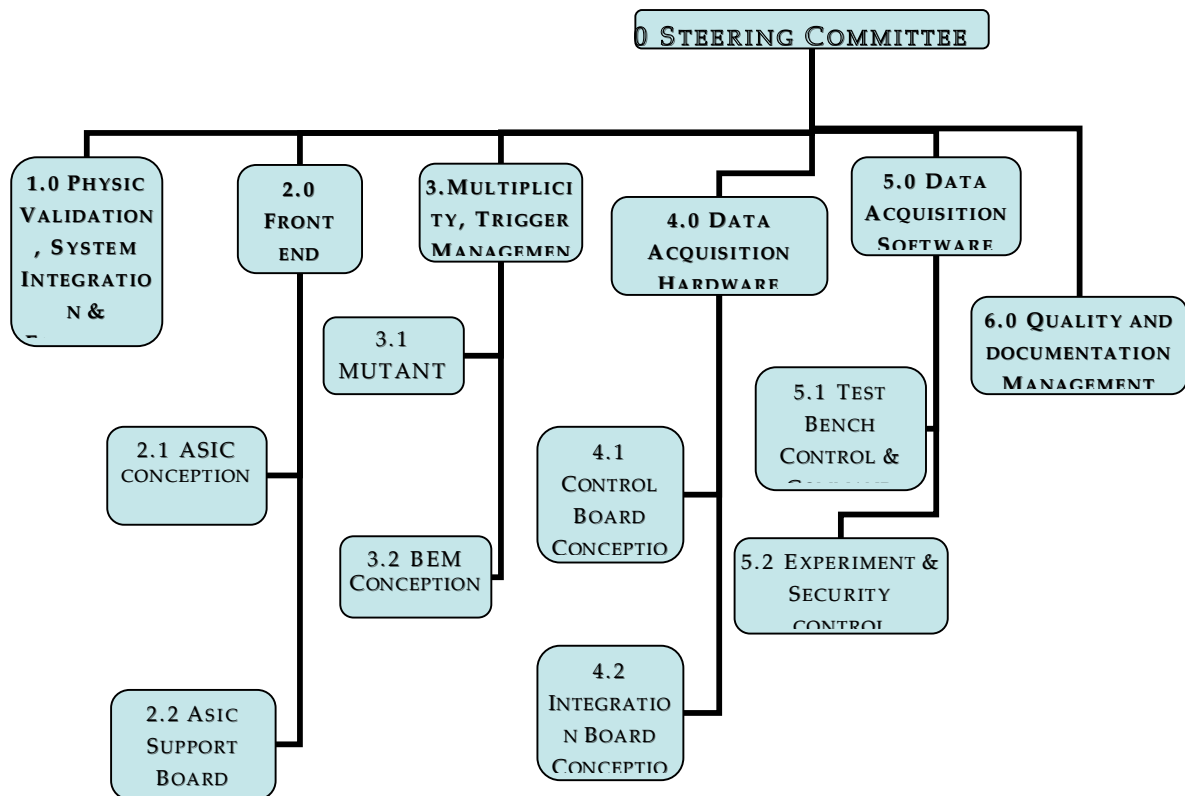 0 STEERING COMMITTEE
1.0 PHYSIC
VALIDATION
, SYSTEM
INTEGRATIO
N &
2.0
FRONT
END
3.MULTIPLICI
TY, TRIGGER
MANAGEMEN
4.0 DATA
ACQUISITION
HARDWARE
5.0 DATA
ACQUISITION
SOFTWARE
6.0 QUALITY AND
DOCUMENTATION
MANAGEMENT
2.1 ASIC
CONCEPTION
2.2 ASIC
SUPPORT
BOARD
3.1
MUTANT
3.2 BEM
CONCEPTION
4.1
CONTROL
BOARD
CONCEPTIO
4.2
INTEGRATIO
N BOARD
CONCEPTIO
5.1 TEST
BENCH
CONTROL &
5.2 EXPERIMENT &
SECURITY
CONTROL